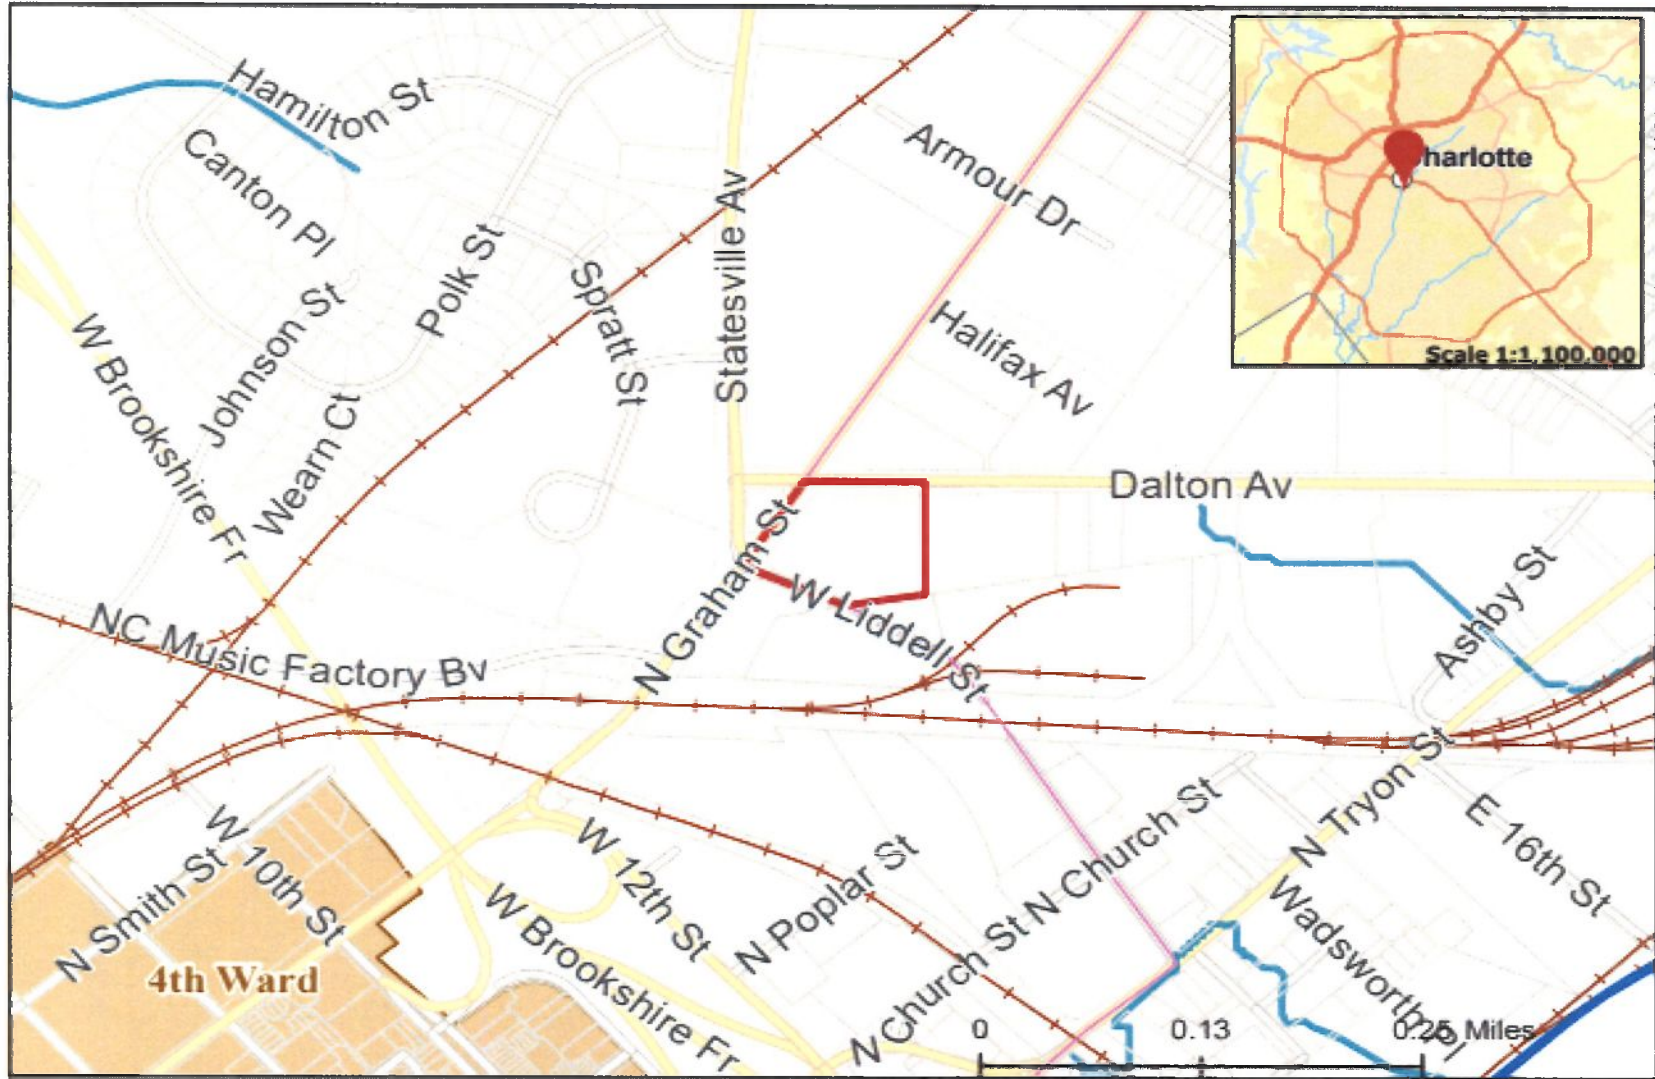 Hamilton St
Canton Pl
Polk St
Johnson St
Wearn Ct
Spratt St
Statesville Av
Armour Dr
Halifax Av
W Brookshire Fr
harlotte
Scale 1:1,100,000
Dalton Av
N Graham St
W Liddell St
Ashby St
NC Music Factory Bv
N Tryon St
E 16th St
W 10th St
N Smith St
4th Ward
W 12th St
W Brookshire Fr
N Poplar St
N Church St
N Church St
Wadsworth Pl
0
0.13
0.25 Miles